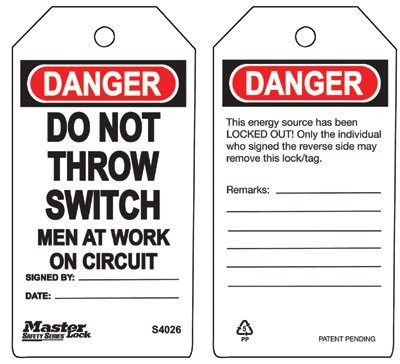 DANGER
DO NOT
THROW
SWITCH
MEN AT WORK
ON CIRCUIT
SIGNED BY:
DATE:
Master Lock
SAFETY SERIES
S4026
DANGER
This energy source has been
LOCKED OUT! Only the individual
who signed the reverse side may
remove this lock/tag.
Remarks:
5
PP
PATENT PENDING